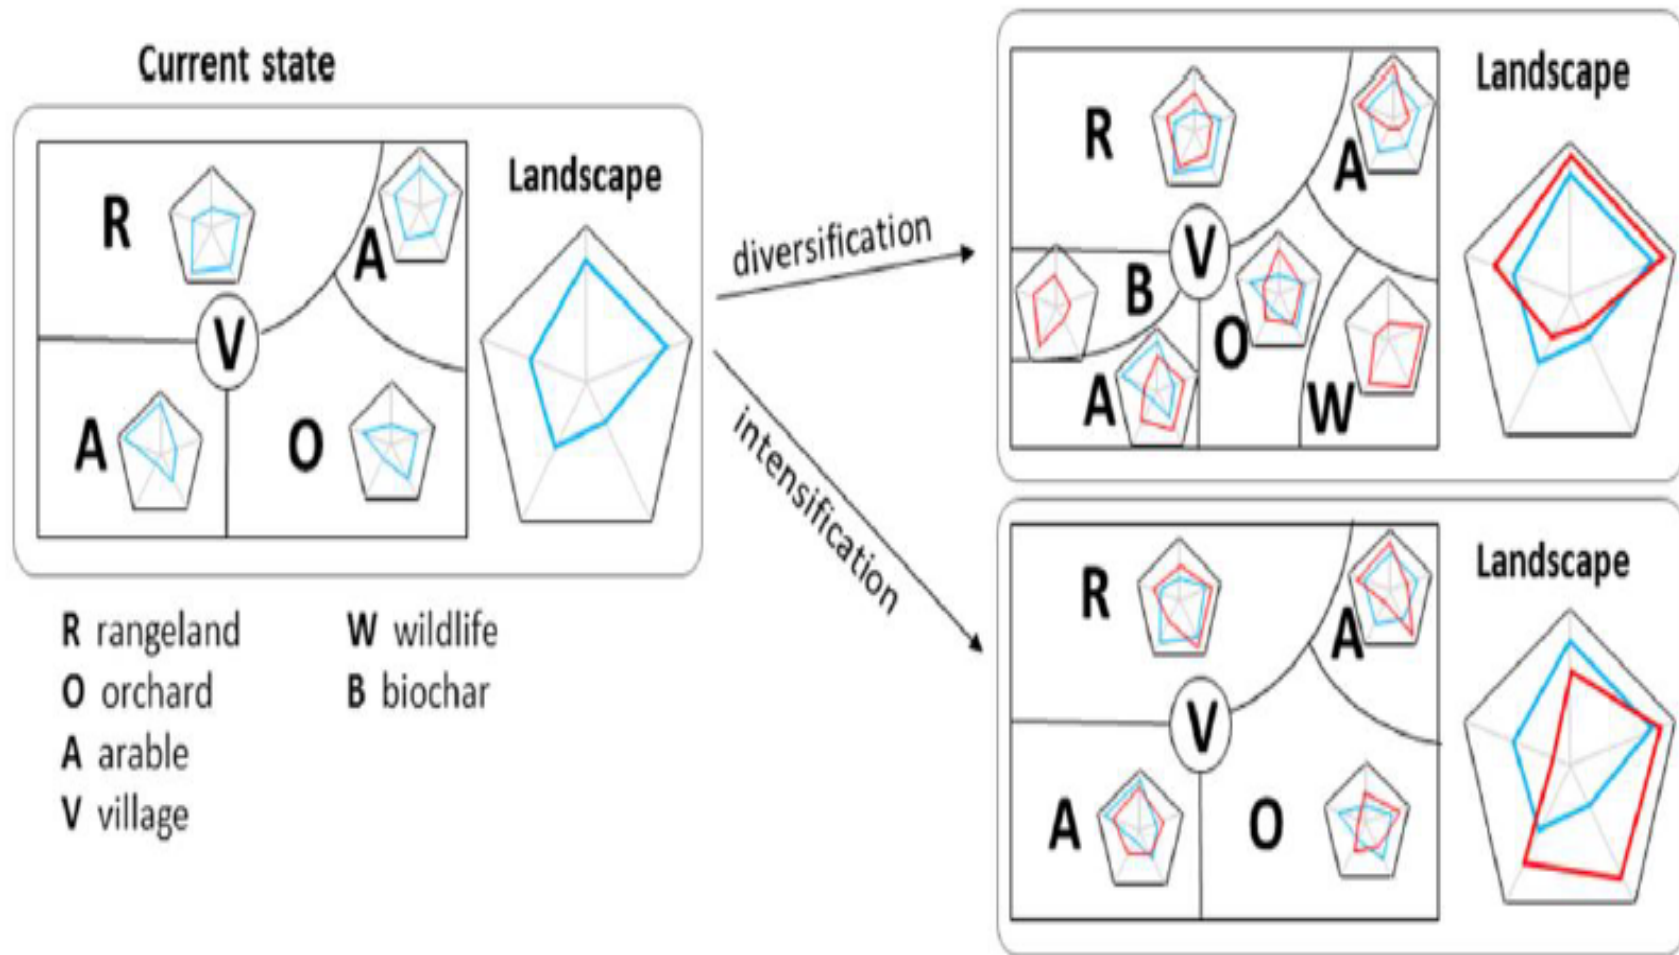 Current state
Landscape
R
A
V
A
O
R rangeland
O orchard
A arable
V village
W wildlife
B biochar
diversification
intensification
Landscape
R
A
V
B
O
A
W
Landscape
R
A
V
A
O